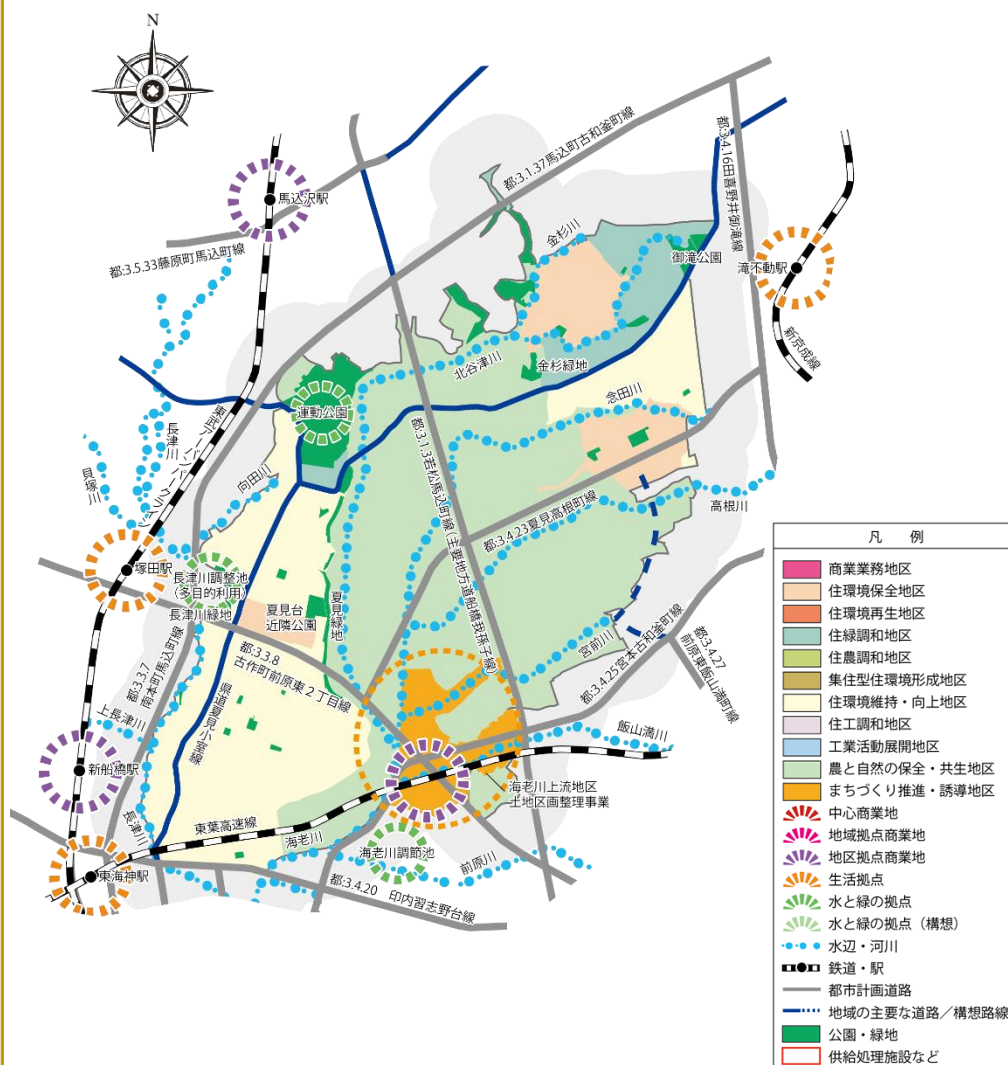 N
馬込沢駅
都:3.5.33藤原町馬込町線
都:3.1.37馬込町古和釜町線
都:3.4.16田喜野井御滝線
金杉川
御滝公園
滝不動駅
新京成線
北谷津川
金杉緑地
念田川
運動公園
東武アーバンパークライン
長津川
長津川
貝塚川
向田川
都:3.1.3若松馬込町線(主要地方道船橋我孫子線)
都:3.4.23夏見高根町線
高根川
塚田駅
長津川調整池
(多目的利用)
長津川緑地
夏見台
近隣公園
夏見緑地
宮前川
都:3.4.25宮本古和釜町線
都:3.4.27
前原東飯山満町線
都:3.3.8
古作町前原東2丁目線
都:3.3.7
南本町馬込町線
県道夏見小室線
上長津川
飯山満川
新船橋駅
海老川上流地区
土地区画整理事業
長津川
東葉高速線
海老川
海老川調節池
前原川
東海神駅
都:3.4.20 印内習志野台線
凡 例
商業業務地区
住環境保全地区
住環境再生地区
住緑調和地区
住農調和地区
集住型住環境形成地区
住環境維持・向上地区
住工調和地区
工業活動展開地区
農と自然の保全・共生地区
まちづくり推進・誘導地区
中心商業地
地域拠点商業地
地区拠点商業地
生活拠点
水と緑の拠点
水と緑の拠点(構想)
水辺・河川
鉄道・駅
都市計画道路
地域の主要な道路/構想路線
公園・緑地
供給処理施設など